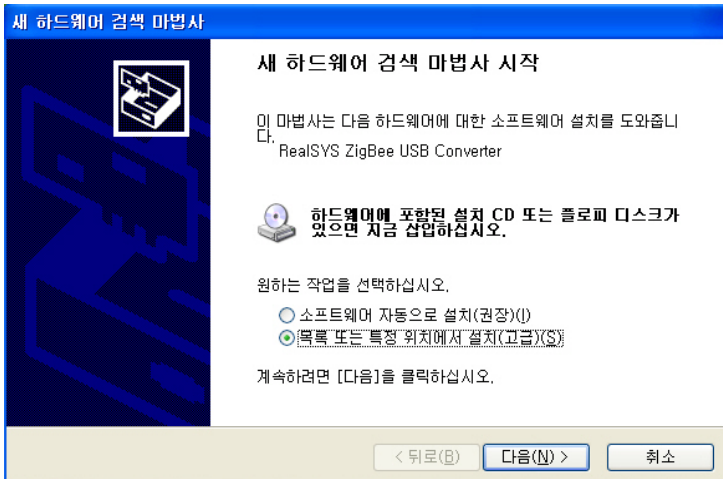 새 하드웨어 검색 마법사
새 하드웨어 검색 마법사 시작
이 마법사는 다음 하드웨어에 대한 소프트웨어 설치를 도와줍니
다.
RealSYS ZigBee USB Converter
하드웨어에 포함된 설치 CD 또는 플로피 디스크가
있으면 지금 삽입하십시오.
원하는 작업을 선택하십시오.
소프트웨어 자동으로 설치(권장)(I)
목록 또는 특정 위치에서 설치(고급)(S)
계속하려면 [다음]을 클릭하십시오.
< 뒤로(B) 다음(N) > 취소